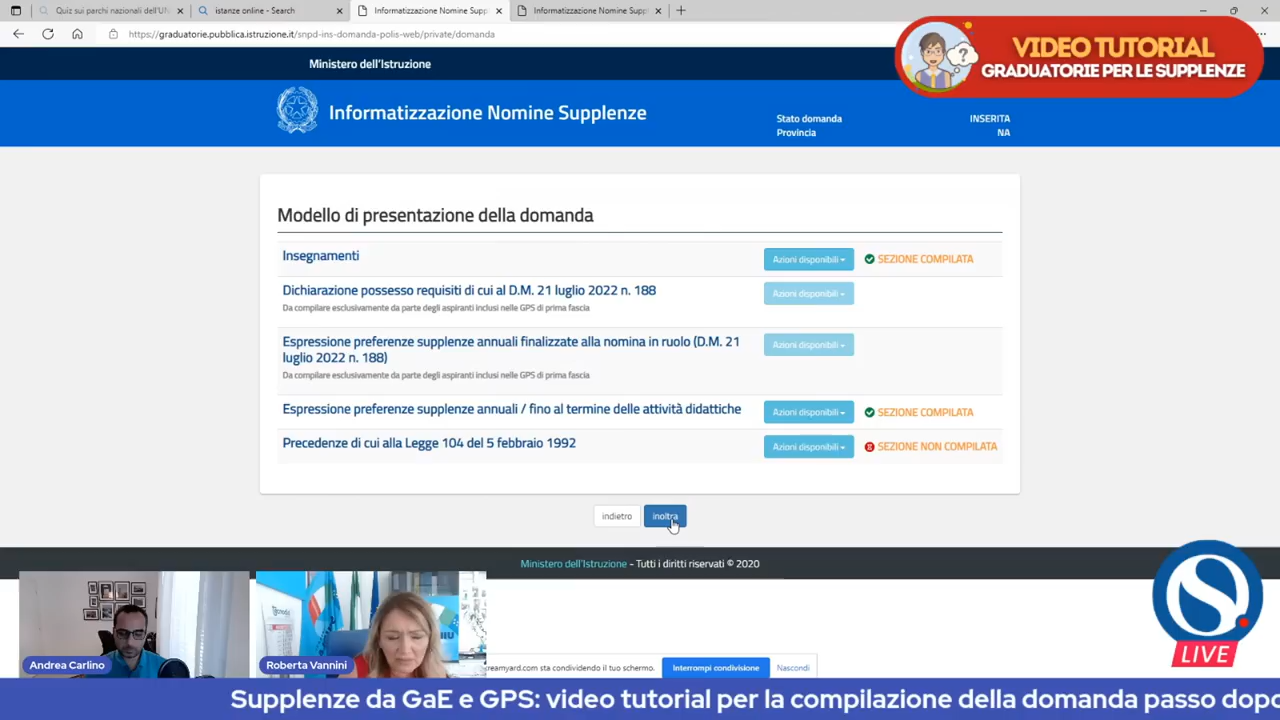 Quiz sui parchi nazionali dell'U
istanze online - Search
Informatizzazione Nomine Suppl
Informatizzazione Nomine Suppl
https://graduatorie.pubblica.istruzione.it/snpd-ins-domanda-polis-web/private/domanda
VIDEO TUTORIAL
GRADUATORIE PER LE SUPPLENZE
Ministero dell'Istruzione
Informatizzazione Nomine Supplenze
Stato domanda INSERITA
Provincia NA
Modello di presentazione della domanda
Insegnamenti Azioni disponibili SEZIONE COMPILATA
Dichiarazione possesso requisiti di cui al D.M. 21 luglio 2022 n. 188 Azioni disponibili
Da compilare esclusivamente da parte degli aspiranti inclusi nelle GPS di prima fascia
Espressione preferenze supplenze annuali finalizzate alla nomina in ruolo (D.M. 21 Azioni disponibili
luglio 2022 n. 188)
Da compilare esclusivamente da parte degli aspiranti inclusi nelle GPS di prima fascia
Espressione preferenze supplenze annuali / fino al termine delle attività didattiche Azioni disponibili SEZIONE COMPILATA
Precedenze di cui alla Legge 104 del 5 febbraio 1992 Azioni disponibili SEZIONE NON COMPILATA
indietro inoltra
Ministero dell'Istruzione - Tutti i diritti riservati © 2020
Andrea Carlino
Roberta Vannini
streamyard.com sta condividendo il tuo schermo. Interrompi condivisione Nascondi
S
LIVE
Supplenze da GaE e GPS: video tutorial per la compilazione della domanda passo dopo